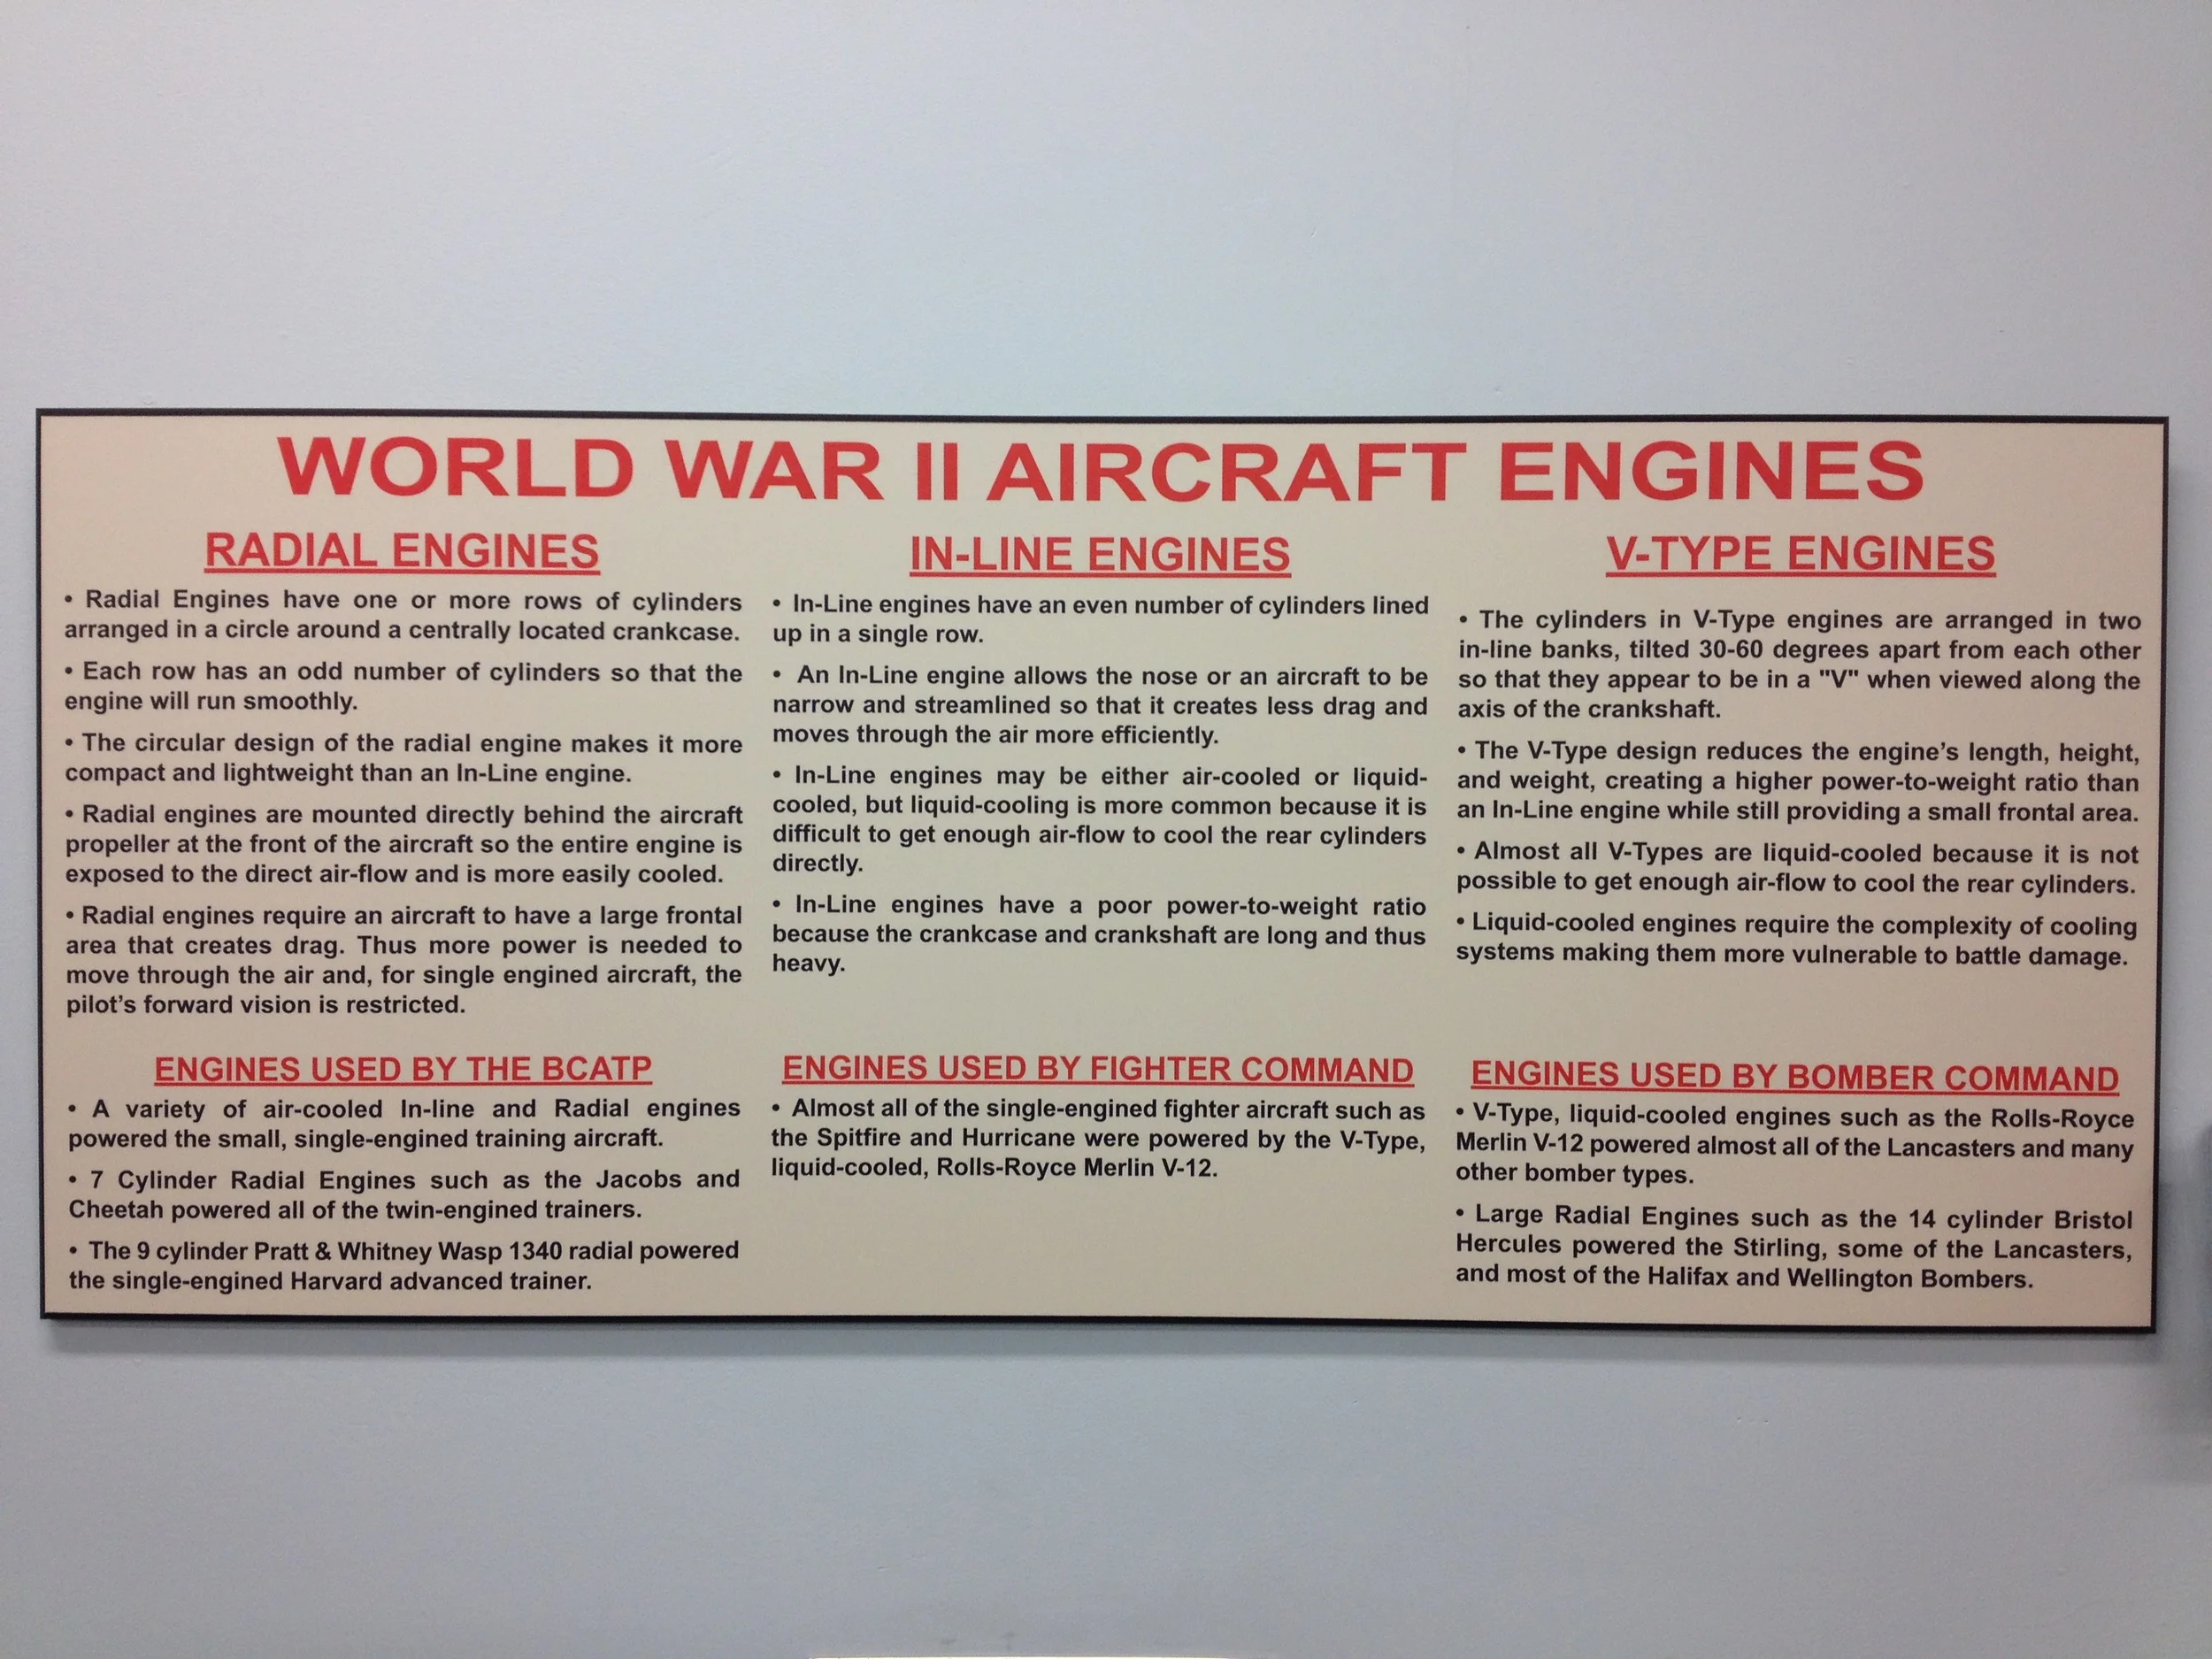 WORLD WAR II AIRCRAFT ENGINES
RADIAL ENGINES
• Radial Engines have one or more rows of cylinders
arranged in a circle around a centrally located crankcase.
• Each row has an odd number of cylinders so that the
engine will run smoothly.
• The circular design of the radial engine makes it more
compact and lightweight than an In-Line engine.
• Radial engines are mounted directly behind the aircraft
propeller at the front of the aircraft so the entire engine is
exposed to the direct air-flow and is more easily cooled.
• Radial engines require an aircraft to have a large frontal
area that creates drag. Thus more power is needed to
move through the air and, for single engined aircraft, the
pilot's forward vision is restricted.
ENGINES USED BY THE BCATP
• A variety of air-cooled In-line and Radial engines
powered the small, single-engined training aircraft.
• 7 Cylinder Radial Engines such as the Jacobs and
Cheetah powered all of the twin-engined trainers.
• The 9 cylinder Pratt & Whitney Wasp 1340 radial powered
the single-engined Harvard advanced trainer.
IN-LINE ENGINES
• In-Line engines have an even number of cylinders lined
up in a single row.
• An In-Line engine allows the nose or an aircraft to be
narrow and streamlined so that it creates less drag and
moves through the air more efficiently.
• In-Line engines may be either air-cooled or liquid-
cooled, but liquid-cooling is more common because it is
difficult to get enough air-flow to cool the rear cylinders
directly.
• In-Line engines have a poor power-to-weight ratio
because the crankcase and crankshaft are long and thus
heavy.
ENGINES USED BY FIGHTER COMMAND
• Almost all of the single-engined fighter aircraft such as
the Spitfire and Hurricane were powered by the V-Type,
liquid-cooled, Rolls-Royce Merlin V-12.
V-TYPE ENGINES
• The cylinders in V-Type engines are arranged in two
in-line banks, tilted 30-60 degrees apart from each other
so that they appear to be in a "V" when viewed along the
axis of the crankshaft.
• The V-Type design reduces the engine's length, height,
and weight, creating a higher power-to-weight ratio than
an In-Line engine while still providing a small frontal area.
• Almost all V-Types are liquid-cooled because it is not
possible to get enough air-flow to cool the rear cylinders.
• Liquid-cooled engines require the complexity of cooling
systems making them more vulnerable to battle damage.
ENGINES USED BY BOMBER COMMAND
• V-Type, liquid-cooled engines such as the Rolls-Royce
Merlin V-12 powered almost all of the Lancasters and many
other bomber types.
• Large Radial Engines such as the 14 cylinder Bristol
Hercules powered the Stirling, some of the Lancasters,
and most of the Halifax and Wellington Bombers.